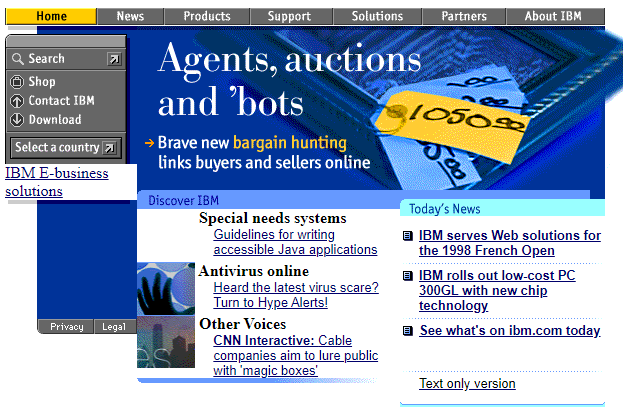 Home News Products Support Solutions Partners About IBM
Search
Shop
Contact IBM
Download
Select a country
IBM E-business
solutions
Privacy Legal
Agents, auctions
and ’bots
1050.00
Brave new bargain hunting
links buyers and sellers online
Discover IBM
Special needs systems
Guidelines for writing
accessible Java applications
Antivirus online
Heard the latest virus scare?
Turn to Hype Alerts!
es
Other Voices
CNN Interactive: Cable
companies aim to lure public
with 'magic boxes'
Today's News
IBM serves Web solutions for
the 1998 French Open
IBM rolls out low-cost PC
300GL with new chip
technology
See what's on ibm.com today
Text only version